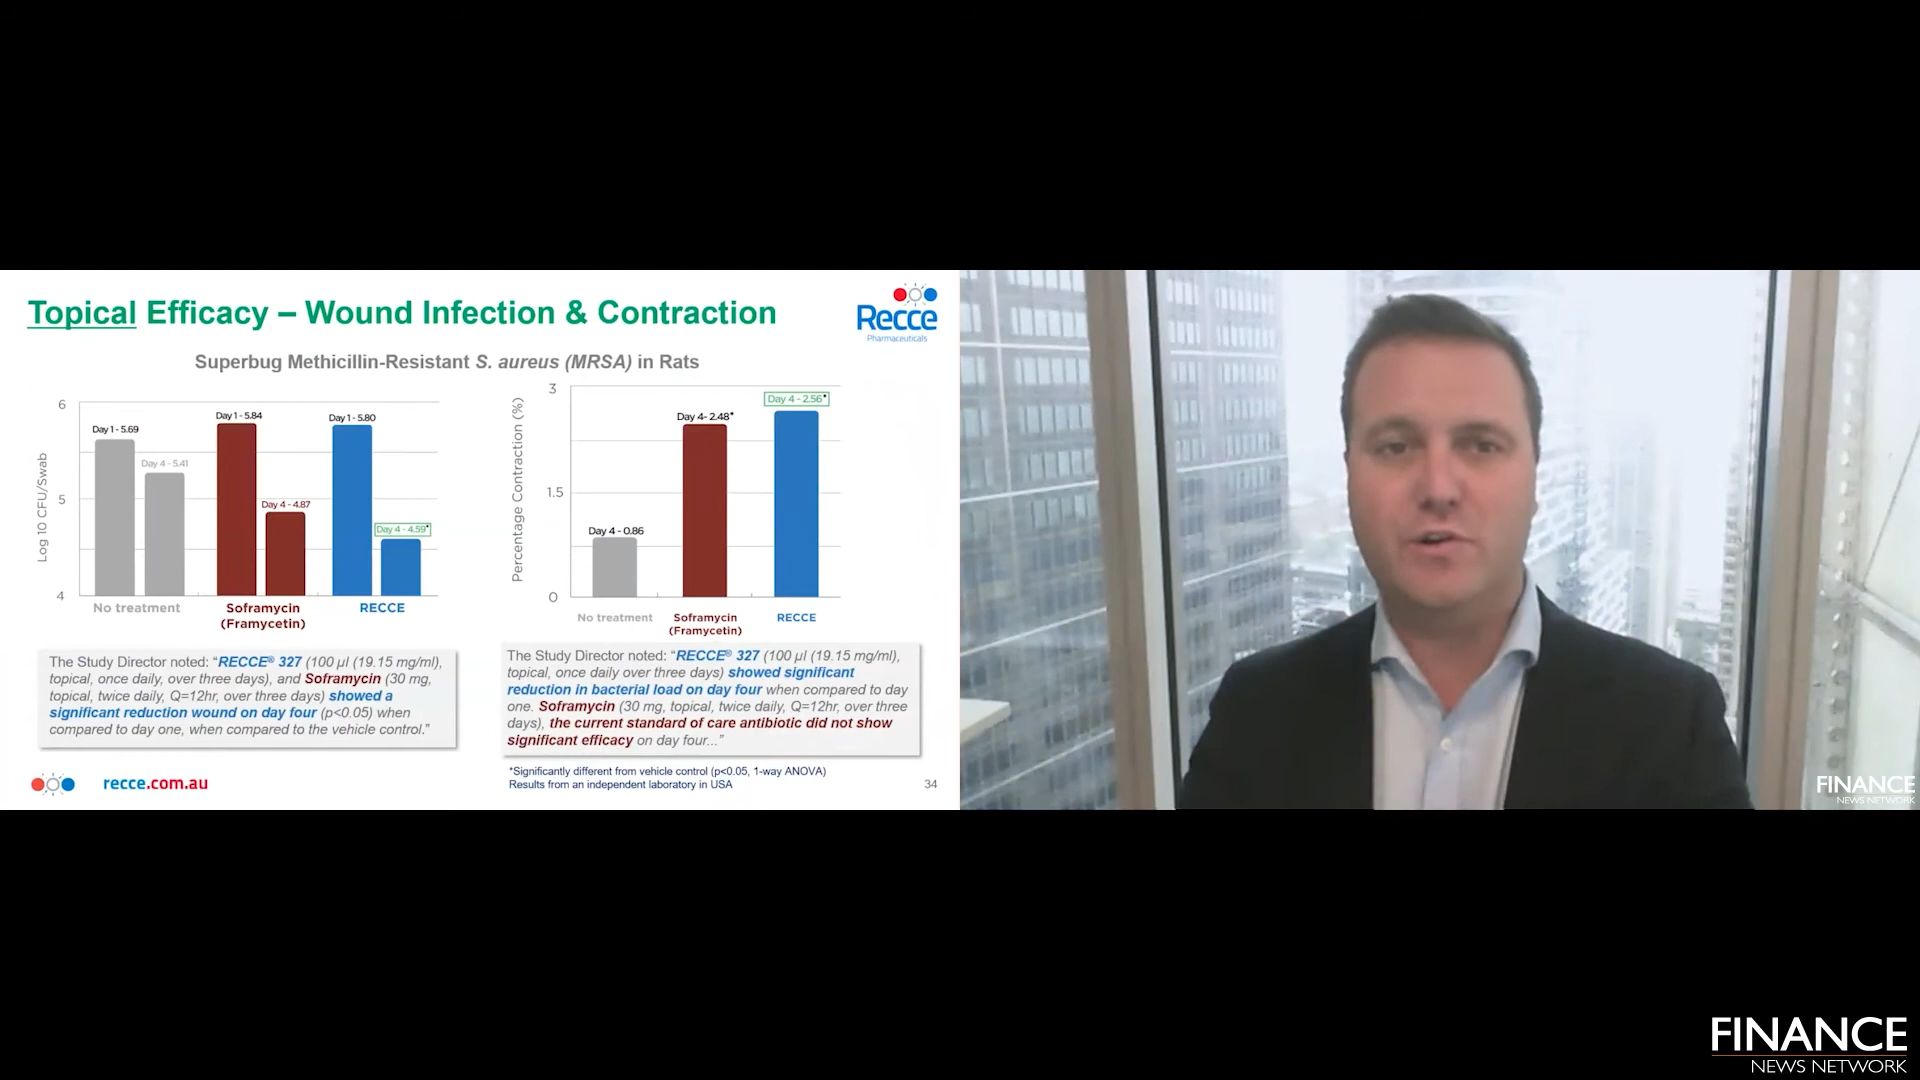 Topical Efficacy – Wound Infection & Contraction
Recce
Pharmaceuticals
Superbug Methicillin-Resistant S. aureus (MRSA) in Rats
Log 10 CFU/Swab
6
5
4
Day 1 - 5.69
Day 4 - 5.41
Day 1 - 5.84
Day 4 - 4.87
Day 1 - 5.80
Day 4 - 4.59*
No treatment
Soframycin
(Framycetin)
RECCE
Percentage Contraction (%)
3
1.5
0
Day 4 - 0.86
Day 4- 2.48*
Day 4 - 2.56*
No treatment
Soframycin
(Framycetin)
RECCE
The Study Director noted: “RECCE® 327 (100 µl (19.15 mg/ml),
topical, once daily, over three days), and Soframycin (30 mg,
topical, twice daily, Q=12hr, over three days) showed a
significant reduction wound on day four (p<0.05) when
compared to day one, when compared to the vehicle control.”
The Study Director noted: “RECCE® 327 (100 µl (19.15 mg/ml),
topical, once daily over three days) showed significant
reduction in bacterial load on day four when compared to day
one. Soframycin (30 mg, topical, twice daily, Q=12hr, over three
days), the current standard of care antibiotic did not show
significant efficacy on day four...”
*Significantly different from vehicle control (p<0.05, 1-way ANOVA)
Results from an independent laboratory in USA
recce.com.au
34
FINANCE
NEWS NETWORK
FINANCE
NEWS NETWORK